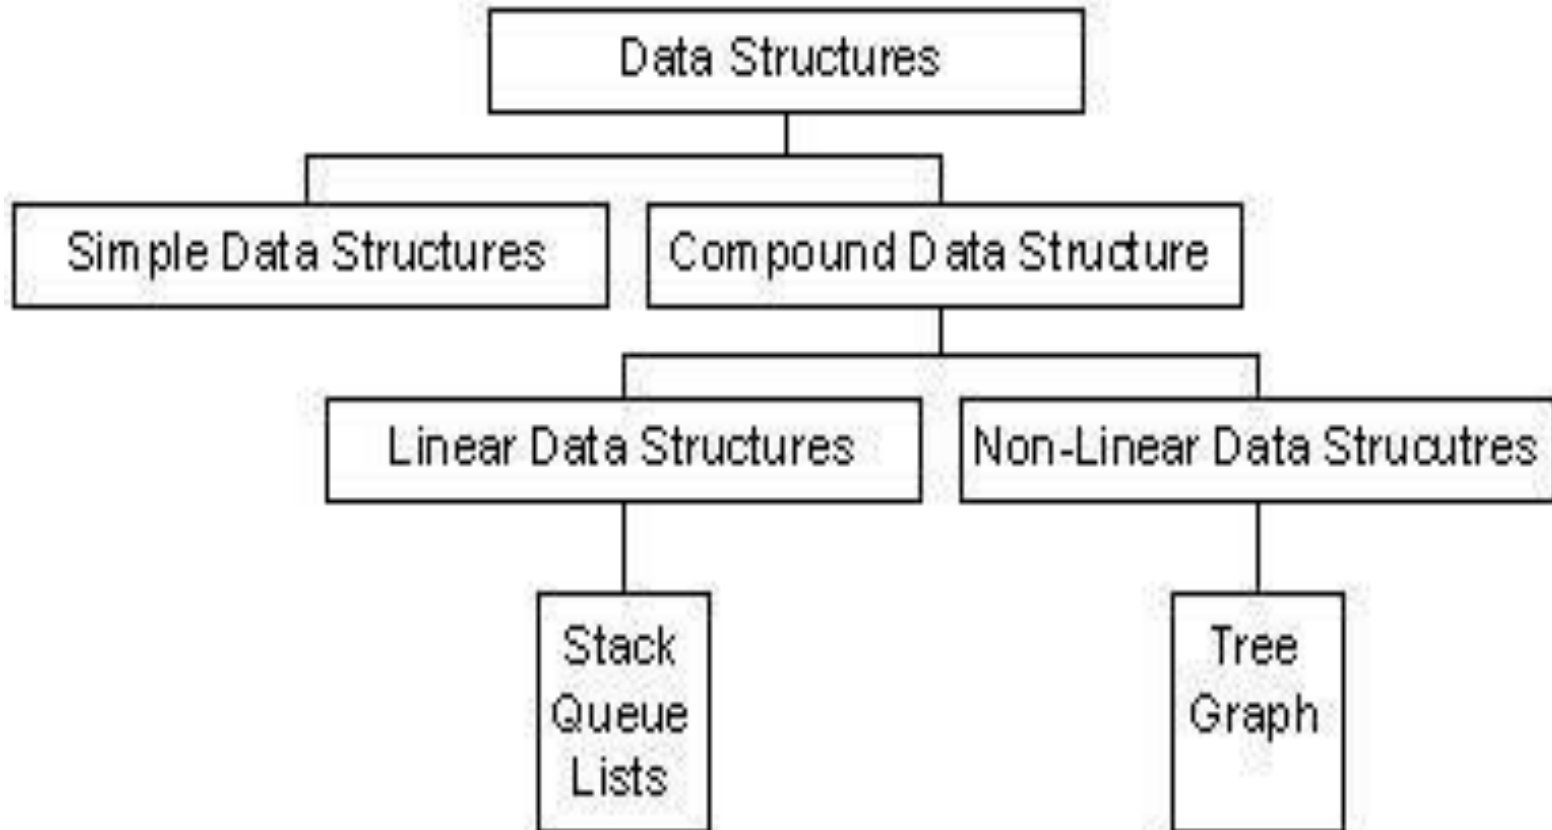 Data Structures
Simple Data Structures
Compound Data Structure
Linear Data Structures
Non-Linear Data Strucutres
Stack
Queue
Lists
Tree
Graph